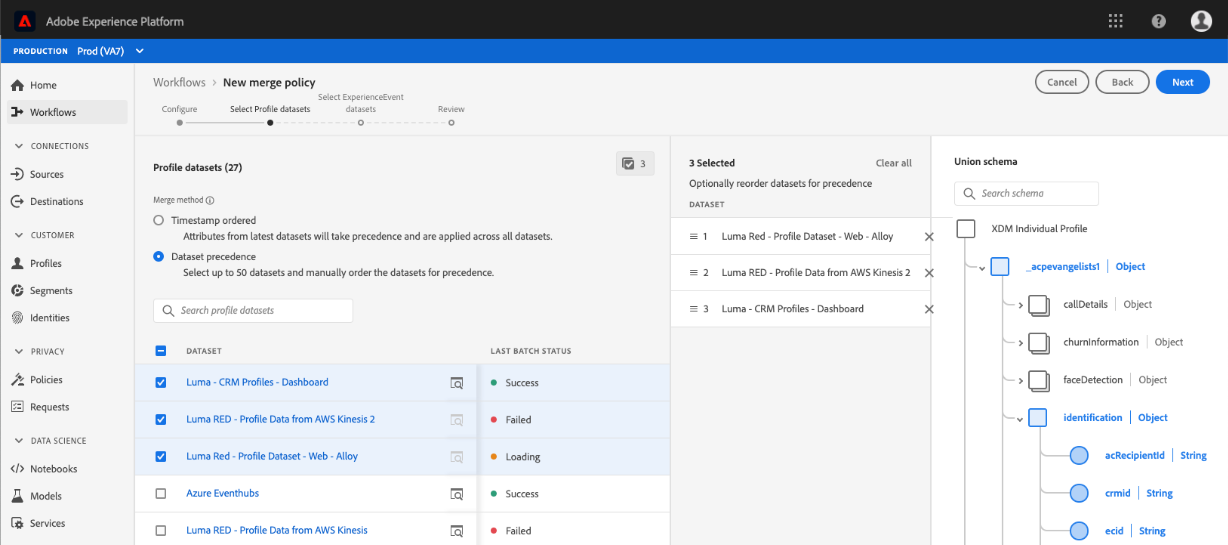 Adobe Experience Platform
PRODUCTION Prod (VA7)
Home
Workflows
CONNECTIONS
Sources
Destinations
CUSTOMER
Profiles
Segments
Identities
PRIVACY
Policies
Requests
DATA SCIENCE
Notebooks
Models
Services
Workflows > New merge policy
Cancel
Back
Next
Configure
Select Profile datasets
Select ExperienceEvent
datasets
Review
Profile datasets (27)
3
Merge method
Timestamp ordered
Attributes from latest datasets will take precedence and are applied across all datasets.
Dataset precedence
Select up to 50 datasets and manually order the datasets for precedence.
Search profile datasets
DATASET LAST BATCH STATUS
Luma - CRM Profiles - Dashboard Success
Luma RED - Profile Data from AWS Kinesis 2 Failed
Luma Red - Profile Dataset - Web - Alloy Loading
Azure Eventhubs Success
Luma RED - Profile Data from AWS Kinesis Failed
3 Selected Clear all
Optionally reorder datasets for precedence
DATASET
1 Luma Red - Profile Dataset - Web - Alloy
2 Luma RED - Profile Data from AWS Kinesis 2
3 Luma - CRM Profiles - Dashboard
Union schema
Search schema
XDM Individual Profile
_acpevangelists1 | Object
callDetails | Object
churnInformation | Object
faceDetection | Object
identification | Object
acRecipientId | String
crmid | String
ecid | String